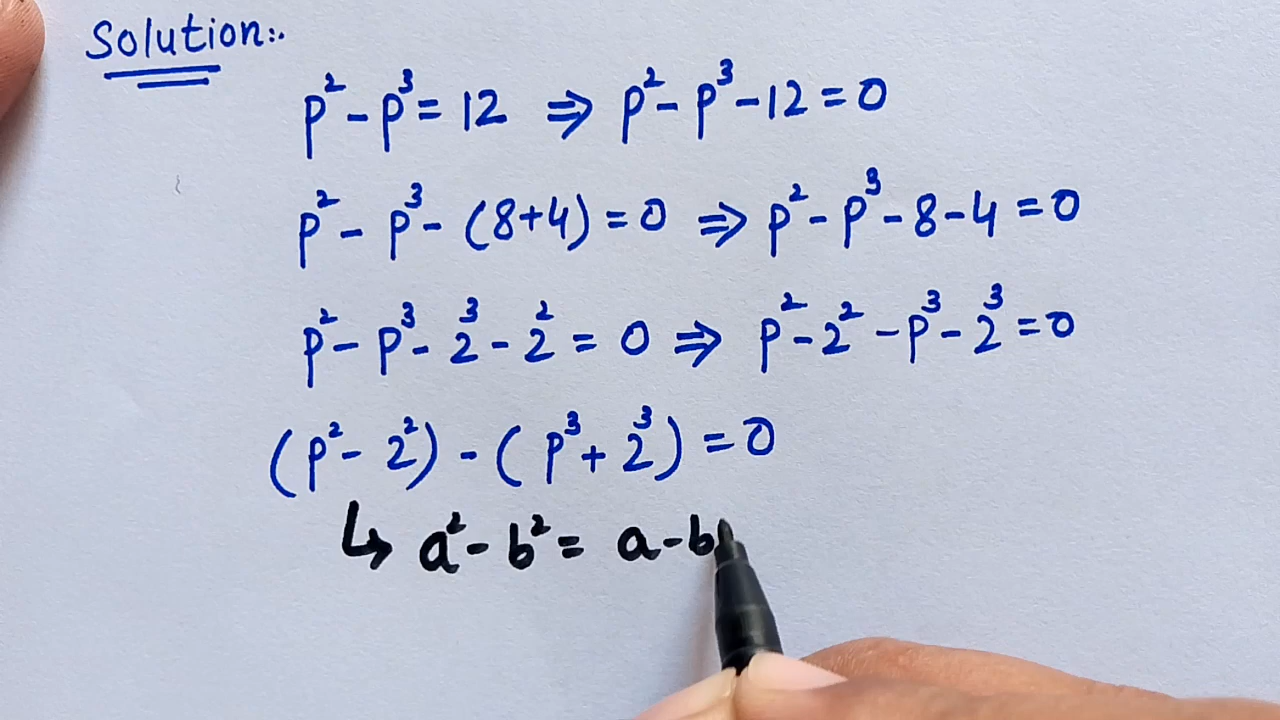 Solution:.
p² - p³ = 12 ⇒ p² - p³ - 12 = 0
p² - p³ - (8+4) = 0 ⇒ p² - p³ - 8 - 4 = 0
p² - p³ - 2³ - 2² = 0 ⇒ p² - 2² - p³ - 2³ = 0
(p² - 2²) - (p³ + 2³) = 0
↳ a² - b² = a - b